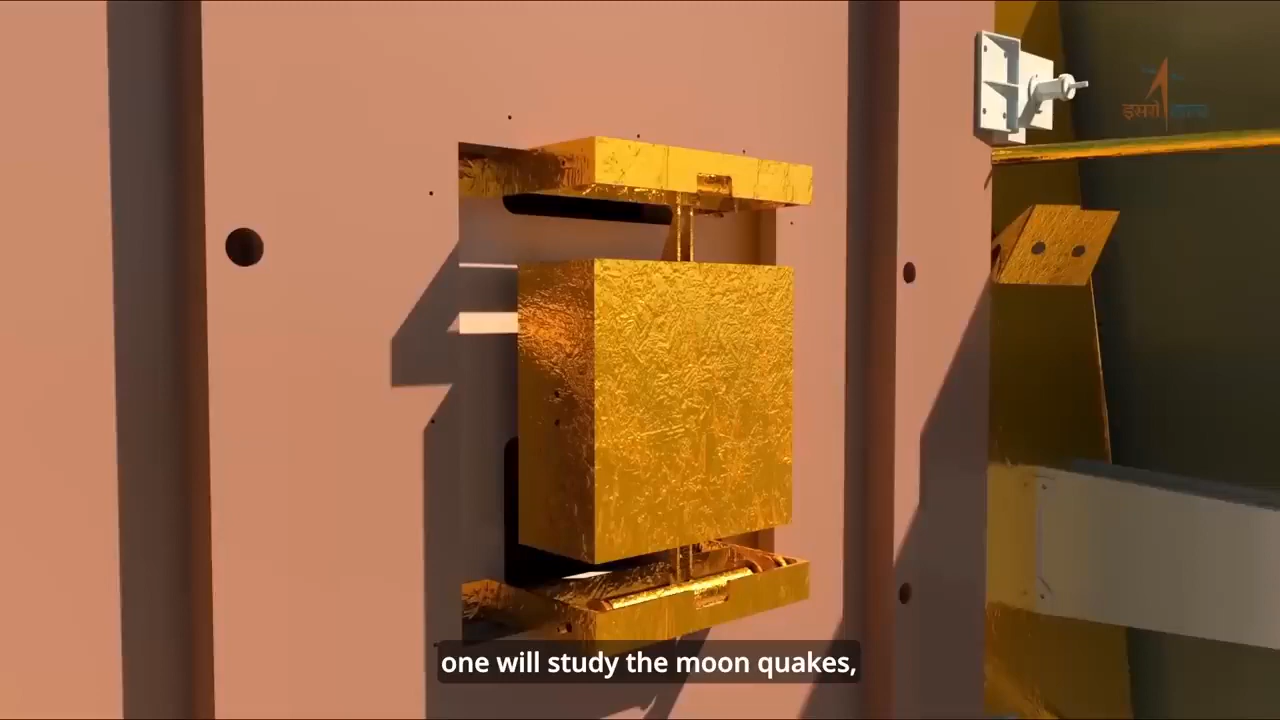 इसरो
one will study the moon quakes,